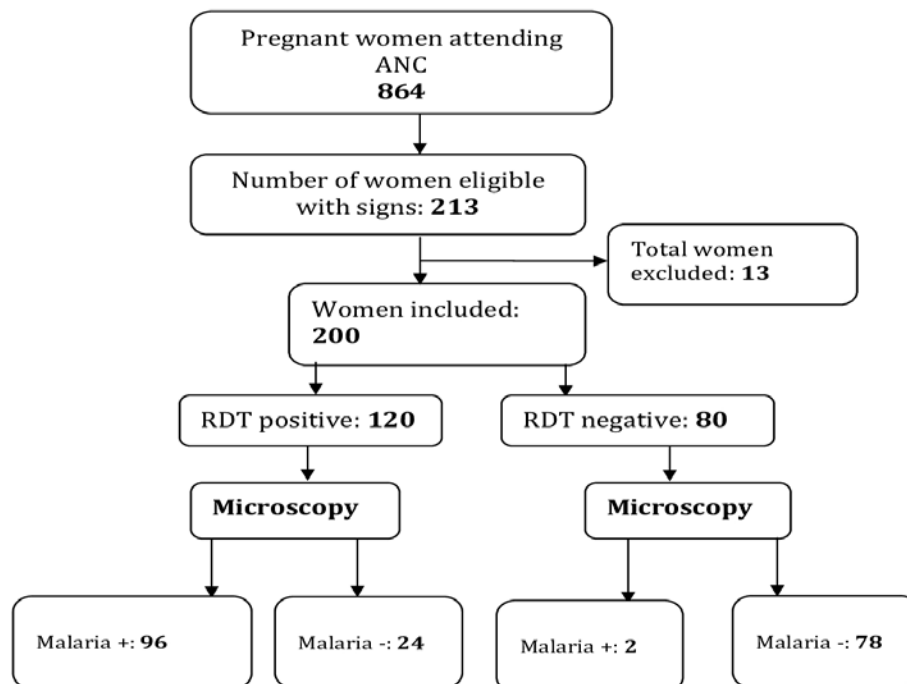 Pregnant women attending
ANC
864
Number of women eligible
with signs: 213
Total women
excluded: 13
Women included:
200
RDT positive: 120
RDT negative: 80
Microscopy
Microscopy
Malaria +: 96
Malaria -: 24
Malaria +: 2
Malaria -: 78